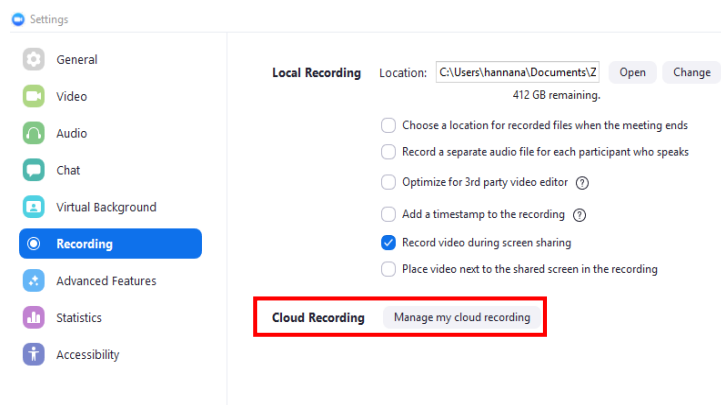 Settings
General
Video
Audio
Chat
Virtual Background
Recording
Advanced Features
Statistics
Accessibility
Local Recording Location: C:\Users\hannana\Documents\Z Open Change
412 GB remaining.
Choose a location for recorded files when the meeting ends
Record a separate audio file for each participant who speaks
Optimize for 3rd party video editor ?
Add a timestamp to the recording ?
Record video during screen sharing
Place video next to the shared screen in the recording
Cloud Recording Manage my cloud recording